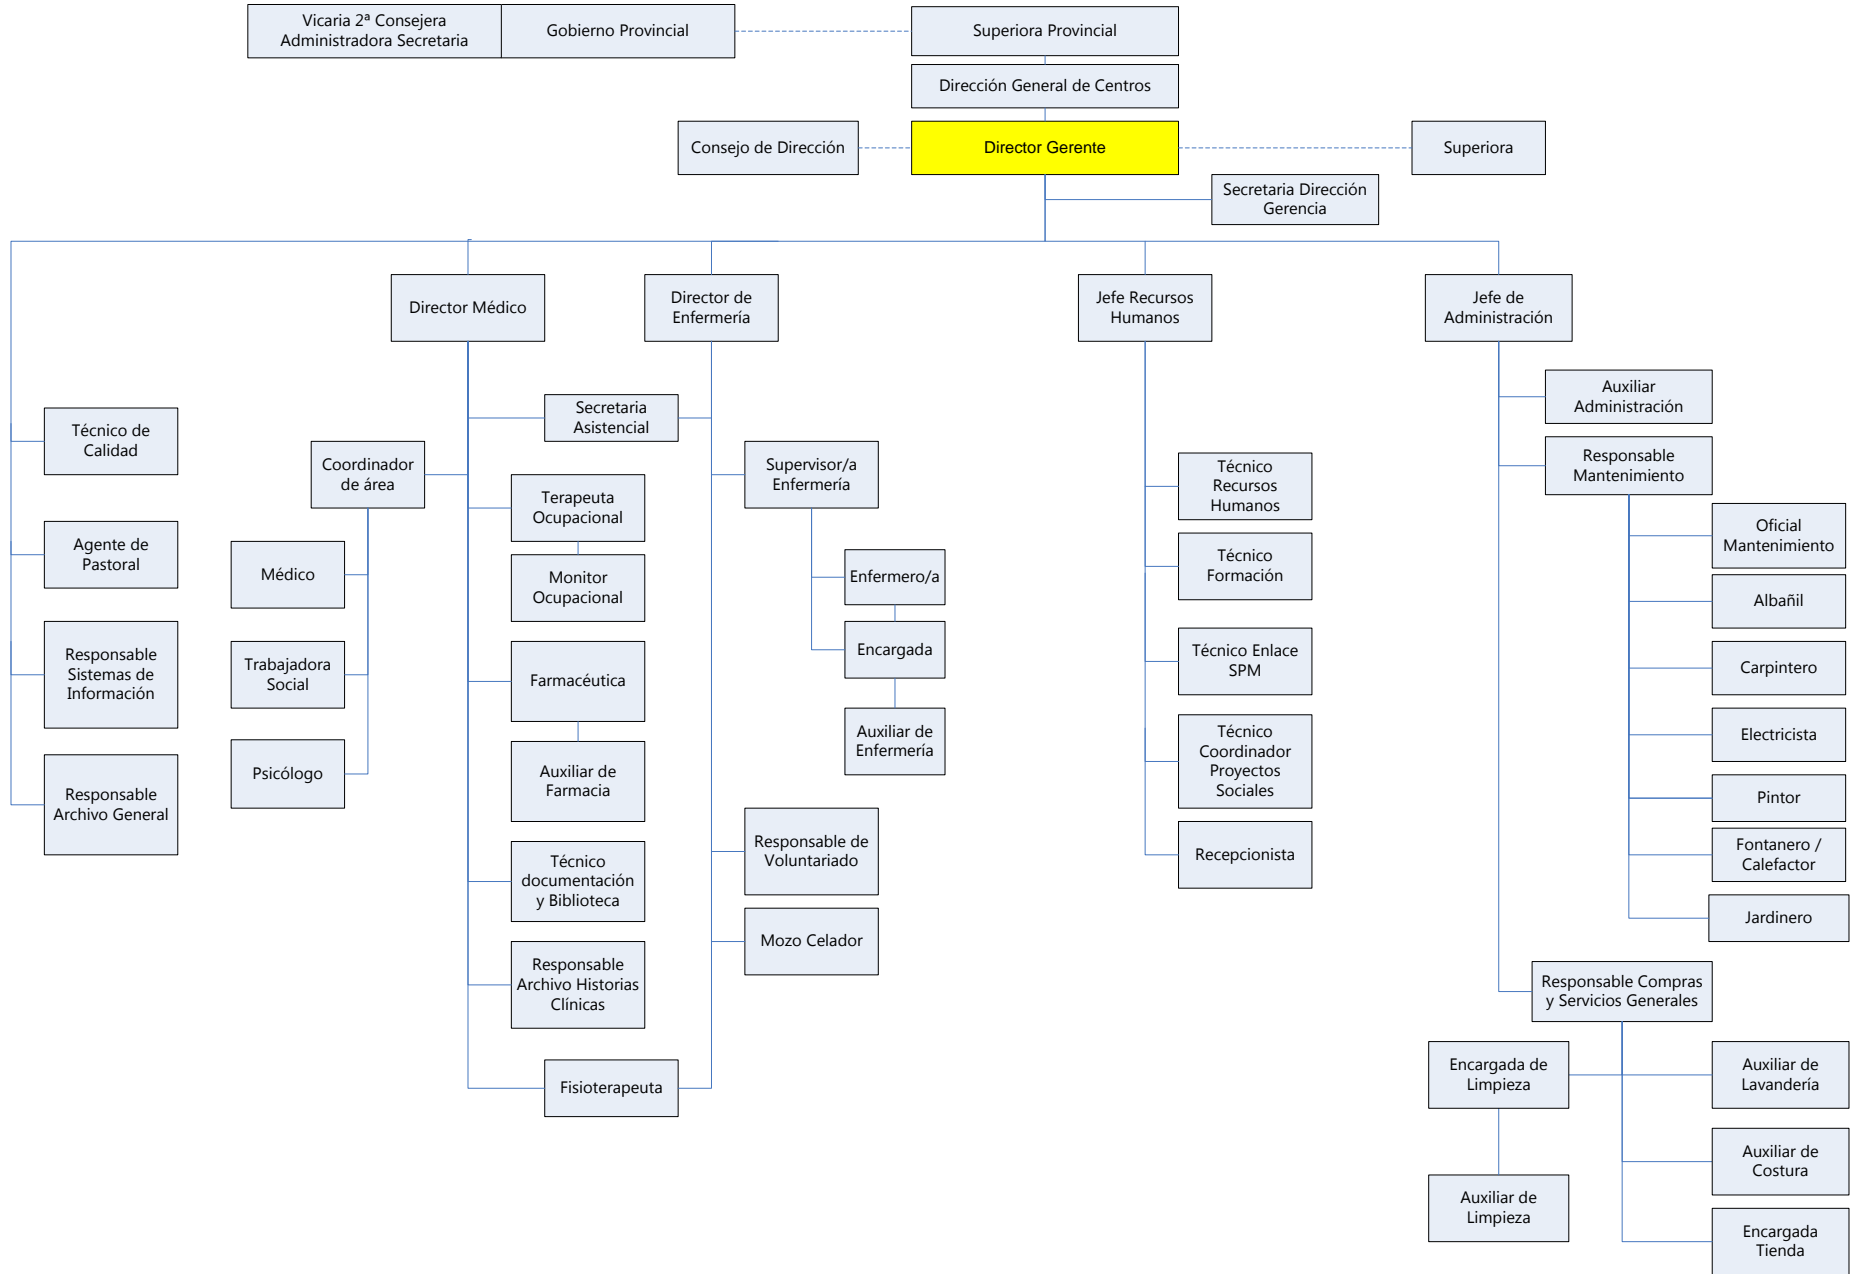 Vicaria 2ª Consejera
Administradora Secretaria
Gobierno Provincial
Superiora Provincial
Dirección General de Centros
Consejo de Dirección
Director Gerente
Superiora
Secretaria Dirección
Gerencia
Director Médico
Director de
Enfermería
Jefe Recursos
Humanos
Jefe de
Administración
Técnico de
Calidad
Agente de
Pastoral
Responsable
Sistemas de
Información
Responsable
Archivo General
Coordinador
de área
Médico
Trabajadora
Social
Psicólogo
Secretaria
Asistencial
Terapeuta
Ocupacional
Monitor
Ocupacional
Farmacéutica
Auxiliar de
Farmacia
Técnico
documentación
y Biblioteca
Responsable
Archivo Historias
Clínicas
Fisioterapeuta
Supervisor/a
Enfermería
Enfermero/a
Encargada
Auxiliar de
Enfermería
Responsable de
Voluntariado
Mozo Celador
Técnico
Recursos
Humanos
Técnico
Formación
Técnico Enlace
SPM
Técnico
Coordinador
Proyectos
Sociales
Recepcionista
Auxiliar
Administración
Responsable
Mantenimiento
Oficial
Mantenimiento
Albañil
Carpintero
Electricista
Pintor
Fontanero /
Calefactor
Jardinero
Responsable Compras
y Servicios Generales
Encargada de
Limpieza
Auxiliar de
Limpieza
Auxiliar de
Lavandería
Auxiliar de
Costura
Encargada
Tienda